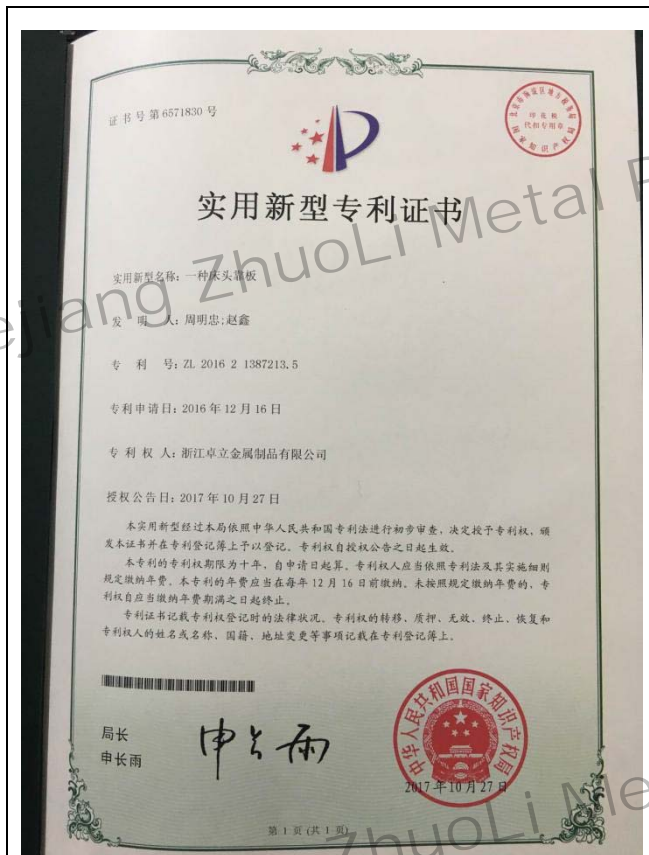 证书号第6571830号
印花税
代扣专用章
实用新型专利证书
实用新型名称：一种床头靠板
发 明 人：周明忠;赵鑫
专 利 号：ZL 2016 2 1387213.5
专利申请日：2016年12月16日
专 利 权 人：浙江卓立金属制品有限公司
授权公告日：2017年10月27日
本实用新型经过本局依照中华人民共和国专利法进行初步审查，决定授予专利权，颁
发本证书并在专利登记簿上予以登记。专利权自授权公告之日起生效。
本专利的专利权期限为十年，自申请日起算。专利权人应当依照专利法及其实施细则
规定缴纳年费。本专利的年费应当在每年12月16日前缴纳。未按照规定缴纳年费的，专
利权自应当缴纳年费期满之日起终止。
专利证书记载专利权登记时的法律状况。专利权的转移、质押、无效、终止、恢复和
专利权人的姓名或名称、国籍、地址变更等事项记载在专利登记簿上。
局长
申长雨
申长雨
中华人民共和国国家知识产权局
2017年10月27日
第 1 页 (共 1 页)
ejiang ZhuoLi Metal P
ZhuoLi Me